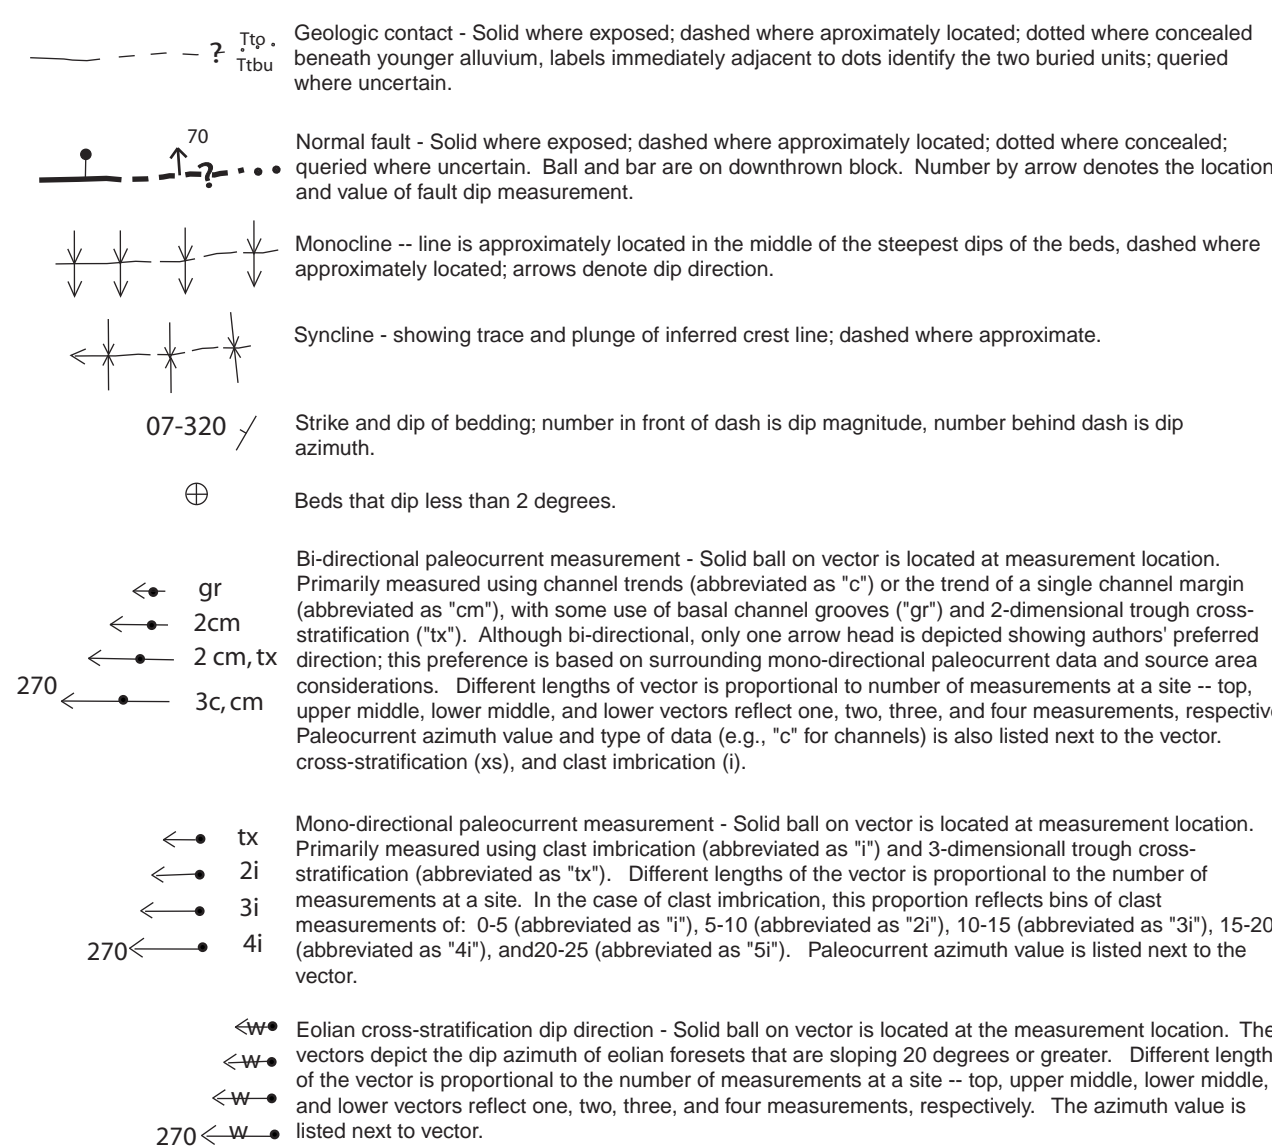 Tto Geologic contact - Solid where exposed; dashed where aproximately located; dotted where concealed
? Ttbu beneath younger alluvium, labels immediately adjacent to dots identify the two buried units; queried
where uncertain.
70 Normal fault - Solid where exposed; dashed where approximately located; dotted where concealed;
? queried where uncertain. Ball and bar are on downthrown block. Number by arrow denotes the location
and value of fault dip measurement.
Monocline -- line is approximately located in the middle of the steepest dips of the beds, dashed where
approximately located; arrows denote dip direction.
Syncline - showing trace and plunge of inferred crest line; dashed where approximate.
07-320 Strike and dip of bedding; number in front of dash is dip magnitude, number behind dash is dip
azimuth.
Beds that dip less than 2 degrees.
Bi-directional paleocurrent measurement - Solid ball on vector is located at measurement location.
gr Primarily measured using channel trends (abbreviated as "c") or the trend of a single channel margin
2cm (abbreviated as "cm"), with some use of basal channel grooves ("gr") and 2-dimensional trough cross-
stratification ("tx"). Although bi-directional, only one arrow head is depicted showing authors' preferred
2 cm, tx direction; this preference is based on surrounding mono-directional paleocurrent data and source area
270 considerations. Different lengths of vector is proportional to number of measurements at a site -- top,
3c, cm upper middle, lower middle, and lower vectors reflect one, two, three, and four measurements, respectiv
Paleocurrent azimuth value and type of data (e.g., "c" for channels) is also listed next to the vector.
cross-stratification (xs), and clast imbrication (i).
tx Mono-directional paleocurrent measurement - Solid ball on vector is located at measurement location.
Primarily measured using clast imbrication (abbreviated as "i") and 3-dimensionall trough cross-
2i stratification (abbreviated as "tx"). Different lengths of the vector is proportional to the number of
3i measurements at a site. In the case of clast imbrication, this proportion reflects bins of clast
measurements of: 0-5 (abbreviated as "i"), 5-10 (abbreviated as "2i"), 10-15 (abbreviated as "3i"), 15-20
270 4i (abbreviated as "4i"), and20-25 (abbreviated as "5i"). Paleocurrent azimuth value is listed next to the
vector.
w Eolian cross-stratification dip direction - Solid ball on vector is located at the measurement location. The
w vectors depict the dip azimuth of eolian foresets that are sloping 20 degrees or greater. Different length
of the vector is proportional to the number of measurements at a site -- top, upper middle, lower middle,
w and lower vectors reflect one, two, three, and four measurements, respectively. The azimuth value is
270 w listed next to vector.